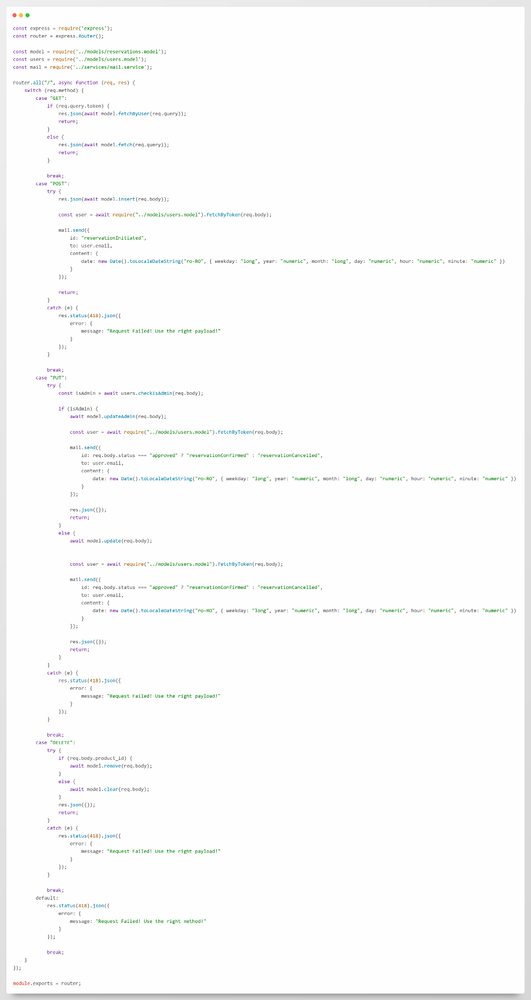 const express = require('express');
const router = express.Router();

const model = require('../models/reservations.model');
const users = require('../models/users.model');
const mail = require('../services/mail.service');

router.all("/", async function (req, res) {
    switch (req.method) {
        case "GET":
            if (req.query.token) {
                res.json(await model.fetchByUser(req.query));
                return;
            }
            else {
                res.json(await model.fetch(req.query));
                return;
            }

            break;
        case "POST":
            try {
                res.json(await model.insert(req.body));

                const user = await require("../models/users.model").fetchByToken(req.body);

                mail.send({
                    id: "reservationInitiated",
                    to: user.email,
                    content: {
                        date: new Date().toLocaleDateString("ro-RO", { weekday: "long", year: "numeric", month: "long", day: "numeric", hour: "numeric", minute: "numeric" })
                    }
                });

                return;
            }
            catch (e) {
                res.status(418).json({
                    error: {
                        message: "Request Failed! Use the right payload!"
                    }
                });
            }

            break;
        case "PUT":
            try {
                const isAdmin = await users.checkIsAdmin(req.body);

                if (isAdmin) {
                    await model.updateAdmin(req.body);

                    const user = await require("../models/users.model").fetchByToken(req.body);

                    mail.send({
                        id: req.body.status === "approved" ? "reservationConfirmed" : "reservationCancelled",
                        to: user.email,
                        content: {
                            date: new Date().toLocaleDateString("ro-RO", { weekday: "long", year: "numeric", month: "long", day: "numeric", hour: "numeric", minute: "numeric" })
                        }
                    });

                    res.json({});
                    return;
                }
                else {
                    await model.update(req.body);


                    const user = await require("../models/users.model").fetchByToken(req.body);

                    mail.send({
                        id: req.body.status === "approved" ? "reservationConfirmed" : "reservationCancelled",
                        to: user.email,
                        content: {
                            date: new Date().toLocaleDateString("ro-RO", { weekday: "long", year: "numeric", month: "long", day: "numeric", hour: "numeric", minute: "numeric" })
                        }
                    });

                    res.json({});
                    return;
                }
            }
            catch (e) {
                res.status(418).json({
                    error: {
                        message: "Request Failed! Use the right payload!"
                    }
                });
            }

            break;
        case "DELETE":
            try {
                if (req.body.product_id) {
                    await model.remove(req.body);
                }
                else {
                    await model.clear(req.body);
                }
                res.json({});
                return;
            }
            catch (e) {
                res.status(418).json({
                    error: {
                        message: "Request Failed! Use the right payload!"
                    }
                });
            }

            break;
        default:
            res.status(418).json({
                error: {
                    message: "Request Failed! Use the right method!"
                }
            });

            break;
    }
});

module.exports = router;